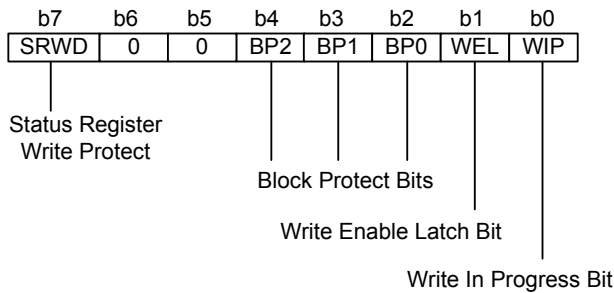 b7 b6 b5 b4 b3 b2 b1 b0
SRWD 0 0 BP2 BP1 BP0 WEL WIP
Status Register
Write Protect
Block Protect Bits
Write Enable Latch Bit
Write In Progress Bit